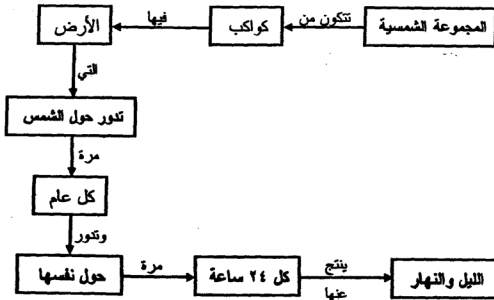 المجموعة الشمسية
تتكون من
كواكب
فيها
الأرض
التي
تدور حول الشمس
مرة
كل عام
وتدور
حول نفسها
مرة
كل ٢٤ ساعة
ينتج
عنها
الليل والنهار